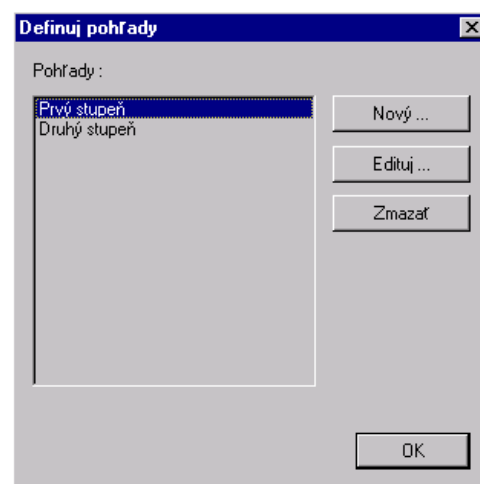 Definuj pohľady
Pohľady :
Prvý stupeň
Druhý stupeň
Nový ...
Edituj ...
Zmazať
OK